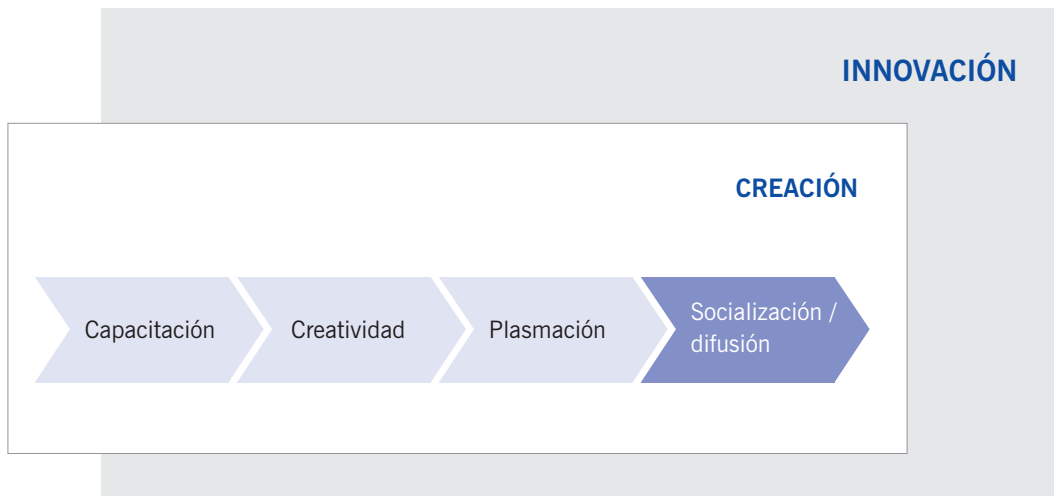 INNOVACIÓN
CREACIÓN
Capacitación
Creatividad
Plasmación
Socialización /
difusión